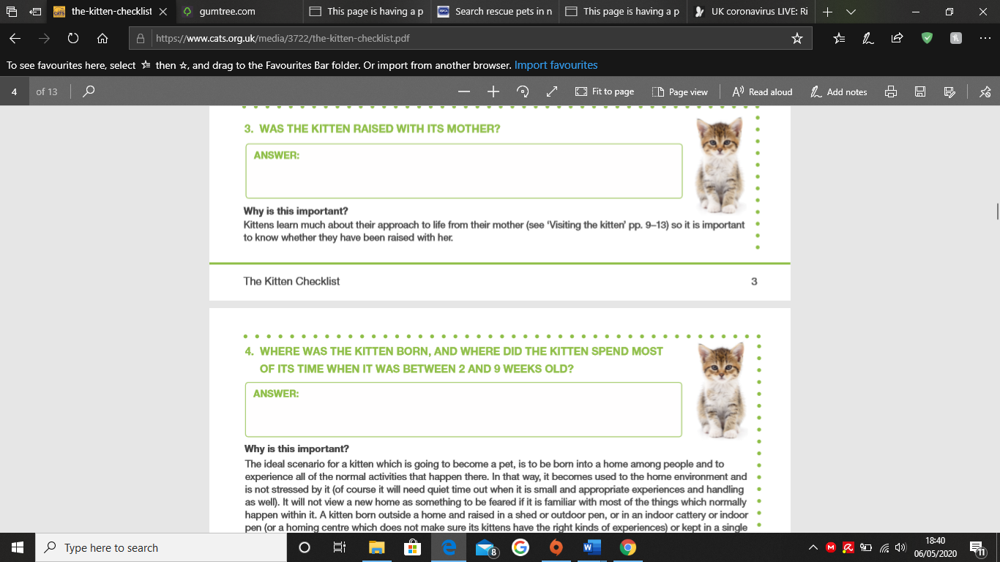 the-kitten-checklist
gumtree.com
This page is having a p
Search rescue pets in n
This page is having a p
UK coronavirus LIVE: Ri
https://www.cats.org.uk/media/3722/the-kitten-checklist.pdf
To see favourites here, select then , and drag to the Favourites Bar folder. Or import from another browser. Import favourites
4 of 13 Fit to page Page view Read aloud Add notes
3. WAS THE KITTEN RAISED WITH ITS MOTHER?
ANSWER:
Why is this important?
Kittens learn much about their approach to life from their mother (see ‘Visiting the kitten’ pp. 9–13) so it is important
to know whether they have been raised with her.
The Kitten Checklist 3
4. WHERE WAS THE KITTEN BORN, AND WHERE DID THE KITTEN SPEND MOST
OF ITS TIME WHEN IT WAS BETWEEN 2 AND 9 WEEKS OLD?
ANSWER:
Why is this important?
The ideal scenario for a kitten which is going to become a pet, is to be born into a home among people and to
experience all of the normal activities that happen there. In that way, it becomes used to the home environment and
is not stressed by it (of course it will need quiet time out when it is small and appropriate experiences and handling
as well). It will not view a new home as something to be feared if it is familiar with most of the things which normally
happen within it. A kitten born outside a home and raised in a shed or outdoor pen, or in an indoor cattery or indoor
pen (or a homing centre which does not make sure its kittens have the right kinds of experiences) or kept in a single
Type here to search
8
18:40
06/05/2020
11